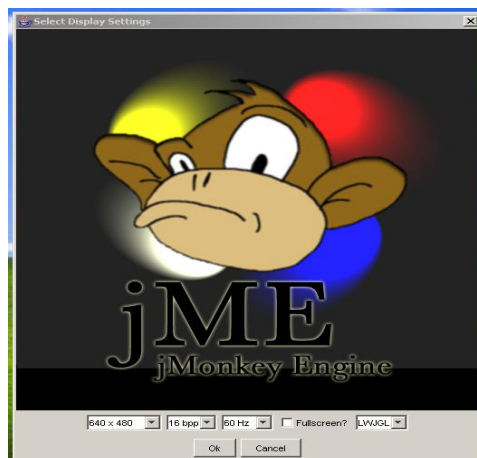 Select Display Settings
jME
jMonkey Engine
640 x 480 16 bpp 60 Hz Fullscreen? LWJGL
Ok Cancel